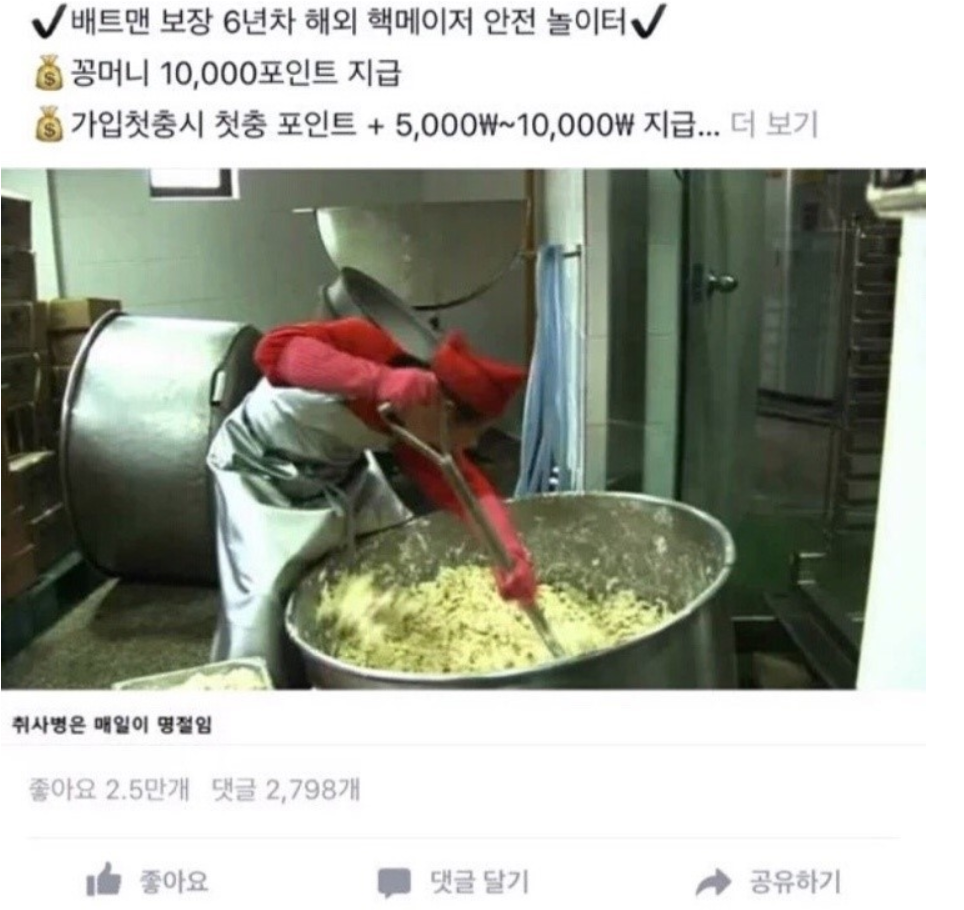 ✔배트맨 보장 6년차 해외 핵메이저 안전 놀이터✔
💰꽁머니 10,000포인트 지급
💰가입첫충시 첫충 포인트 + 5,000₩~10,000₩ 지급... 더 보기
취사병은 매일이 명절임
좋아요 2.5만개 댓글 2,798개
좋아요 댓글 달기 공유하기